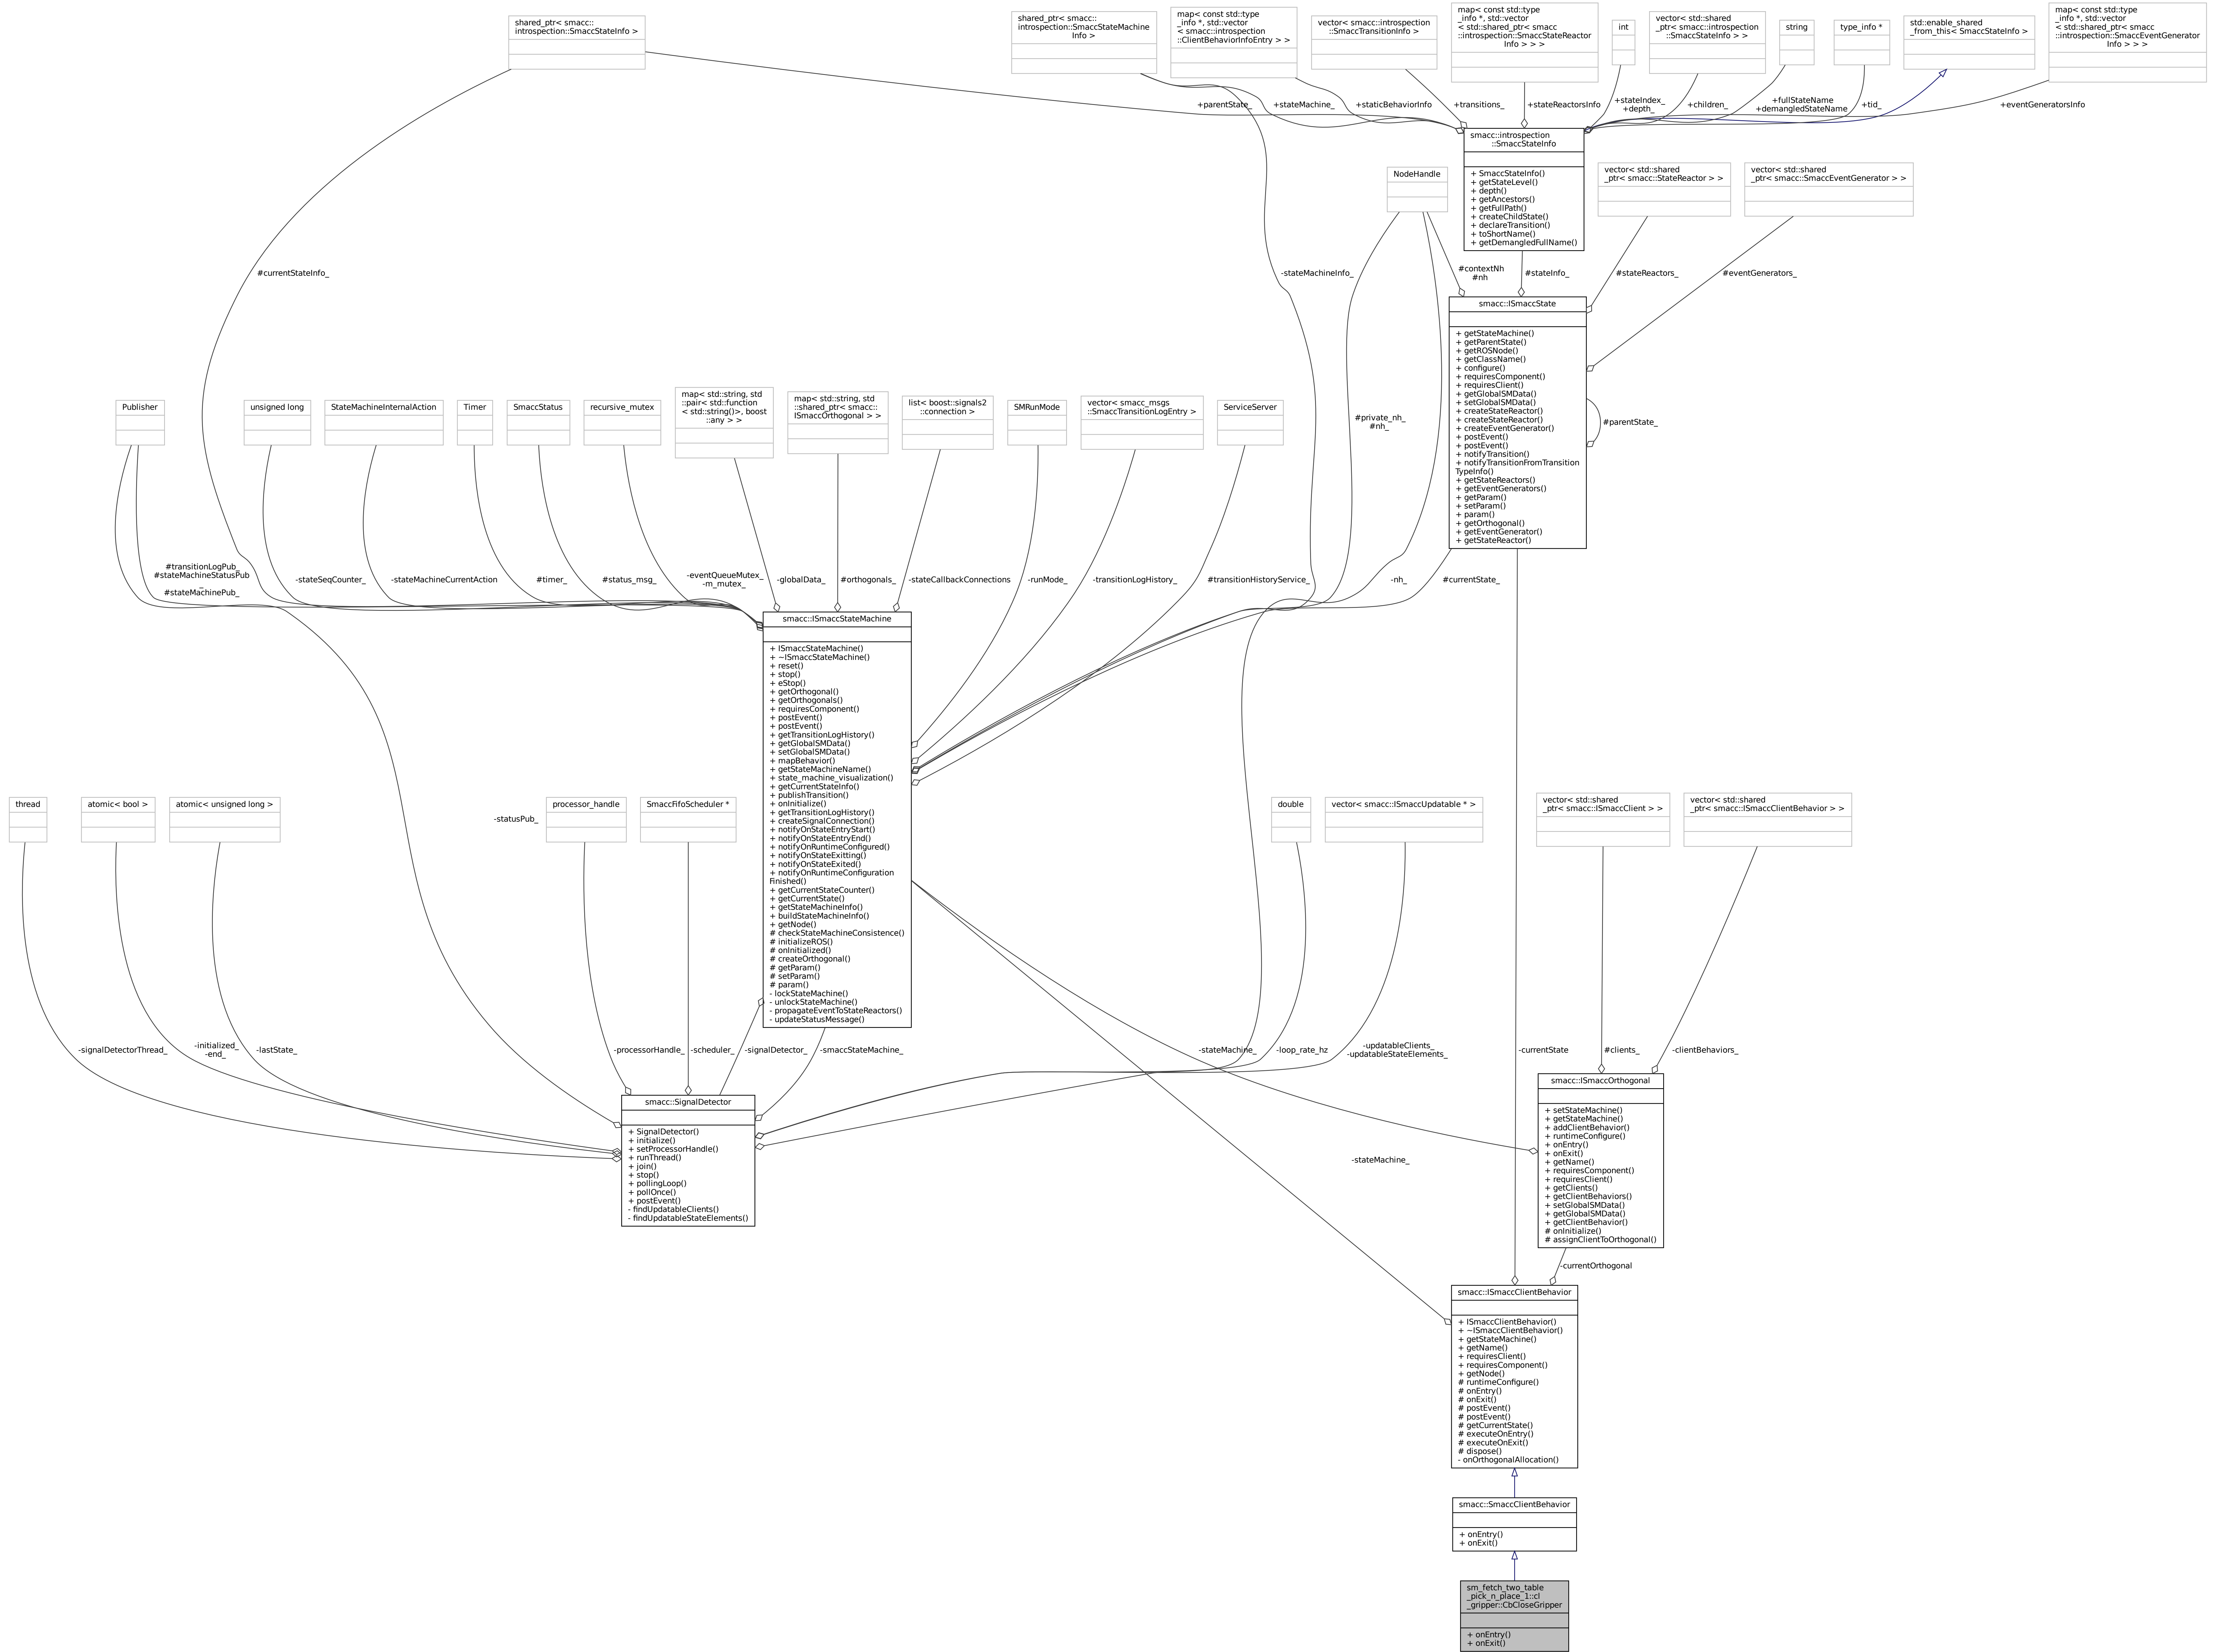 shared_ptr< smacc::
introspection::SmaccStateInfo >
shared_ptr< smacc::
introspection::SmaccStateMachine
Info >
map< const std::type
_info *, std::vector
< smacc::introspection
::ClientBehaviorInfoEntry > >
vector< smacc::introspection
::SmaccTransitionInfo >
map< const std::type
_info *, std::vector
< std::shared_ptr< smacc
::introspection::SmaccStateReactor
Info > > >
int
vector< std::shared
_ptr< smacc::introspection
::SmaccStateInfo > >
string
type_info *
std::enable_shared
_from_this< SmaccStateInfo >
map< const std::type
_info *, std::vector
< std::shared_ptr< smacc
::introspection::SmaccEventGenerator
Info > > >
+parentState_
+stateMachine_
+staticBehaviorInfo
+transitions_
+stateReactorsInfo
+stateIndex_
+depth_
+children_
+fullStateName
+demangledStateName
+tid_
+eventGeneratorsInfo
smacc::introspection
::SmaccStateInfo
+ SmaccStateInfo()
+ getStateLevel()
+ depth()
+ getAncestors()
+ getFullPath()
+ createChildState()
+ declareTransition()
+ toShortName()
+ getDemangledFullName()
NodeHandle
vector< std::shared
_ptr< smacc::StateReactor > >
vector< std::shared
_ptr< smacc::SmaccEventGenerator > >
#currentStateInfo_
-stateMachineInfo_
#contextNh
#nh
#stateInfo_
#stateReactors_
#eventGenerators_
smacc::ISmaccState
+ getStateMachine()
+ getParentState()
+ getROSNode()
+ getClassName()
+ configure()
+ requiresComponent()
+ requiresClient()
+ getGlobalSMData()
+ setGlobalSMData()
+ createStateReactor()
+ createStateReactor()
+ createEventGenerator()
+ postEvent()
+ postEvent()
+ notifyTransition()
+ notifyTransitionFromTransition
TypeInfo()
+ getStateReactors()
+ getEventGenerators()
+ getParam()
+ setParam()
+ param()
+ getOrthogonal()
+ getEventGenerator()
+ getStateReactor()
#parentState_
#private_nh_
#nh_
Publisher
unsigned long
StateMachineInternalAction
Timer
SmaccStatus
recursive_mutex
map< std::string, std
::pair< std::function
< std::string()>, boost
::any > >
map< std::string, std
::shared_ptr< smacc::
ISmaccOrthogonal > >
list< boost::signals2
::connection >
SMRunMode
vector< smacc_msgs
::SmaccTransitionLogEntry >
ServiceServer
#transitionLogPub_
#stateMachineStatusPub
_
#stateMachinePub_
-stateSeqCounter_
-stateMachineCurrentAction
#timer_
#status_msg_
-eventQueueMutex_
-m_mutex_
-globalData_
#orthogonals_
-stateCallbackConnections
-runMode_
-transitionLogHistory_
#transitionHistoryService_
-nh_
#currentState_
smacc::ISmaccStateMachine
+ ISmaccStateMachine()
+ ~ISmaccStateMachine()
+ reset()
+ stop()
+ eStop()
+ getOrthogonal()
+ getOrthogonals()
+ requiresComponent()
+ postEvent()
+ postEvent()
+ getTransitionLogHistory()
+ getGlobalSMData()
+ setGlobalSMData()
+ mapBehavior()
+ getStateMachineName()
+ state_machine_visualization()
+ getCurrentStateInfo()
+ publishTransition()
+ onInitialize()
+ getTransitionLogHistory()
+ createSignalConnection()
+ notifyOnStateEntryStart()
+ notifyOnStateEntryEnd()
+ notifyOnRuntimeConfigured()
+ notifyOnStateExitting()
+ notifyOnStateExited()
+ notifyOnRuntimeConfiguration
Finished()
+ getCurrentStateCounter()
+ getCurrentState()
+ getStateMachineInfo()
+ buildStateMachineInfo()
+ getNode()
# checkStateMachineConsistence()
# initializeROS()
# onInitialized()
# createOrthogonal()
# getParam()
# setParam()
# param()
- lockStateMachine()
- unlockStateMachine()
- propagateEventToStateReactors()
- updateStatusMessage()
thread
atomic< bool >
atomic< unsigned long >
-statusPub_
processor_handle
SmaccFifoScheduler *
double
vector< smacc::ISmaccUpdatable * >
vector< std::shared
_ptr< smacc::ISmaccClient > >
vector< std::shared
_ptr< smacc::ISmaccClientBehavior > >
-signalDetectorThread_
-initialized_
-end_
-lastState_
-processorHandle_
-scheduler_
-signalDetector_
-smaccStateMachine_
-stateMachine_
-loop_rate_hz
-updatableClients_
-updatableStateElements_
-currentState
#clients_
-clientBehaviors_
smacc::SignalDetector
+ SignalDetector()
+ initialize()
+ setProcessorHandle()
+ runThread()
+ join()
+ stop()
+ pollingLoop()
+ pollOnce()
+ postEvent()
- findUpdatableClients()
- findUpdatableStateElements()
smacc::ISmaccOrthogonal
+ setStateMachine()
+ getStateMachine()
+ addClientBehavior()
+ runtimeConfigure()
+ onEntry()
+ onExit()
+ getName()
+ requiresComponent()
+ requiresClient()
+ getClients()
+ getClientBehaviors()
+ setGlobalSMData()
+ getGlobalSMData()
+ getClientBehavior()
# onInitialize()
# assignClientToOrthogonal()
-stateMachine_
-currentOrthogonal
smacc::ISmaccClientBehavior
+ ISmaccClientBehavior()
+ ~ISmaccClientBehavior()
+ getStateMachine()
+ getName()
+ requiresClient()
+ requiresComponent()
+ getNode()
# runtimeConfigure()
# onEntry()
# onExit()
# postEvent()
# postEvent()
# getCurrentState()
# executeOnEntry()
# executeOnExit()
# dispose()
- onOrthogonalAllocation()
smacc::SmaccClientBehavior
+ onEntry()
+ onExit()
sm_fetch_two_table
_pick_n_place_1::cl
_gripper::CbCloseGripper
+ onEntry()
+ onExit()